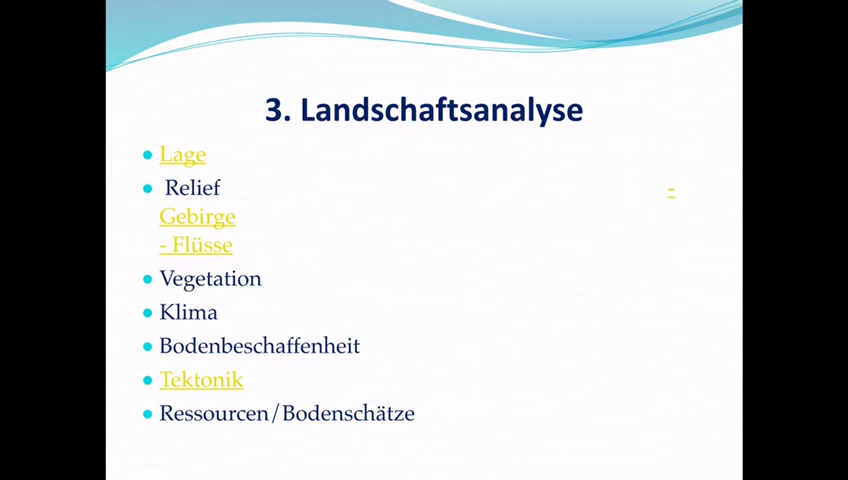 3. Landschaftsanalyse
Lage
Relief -
Gebirge
- Flüsse
Vegetation
Klima
Bodenbeschaffenheit
Tektonik
Ressourcen/Bodenschätze